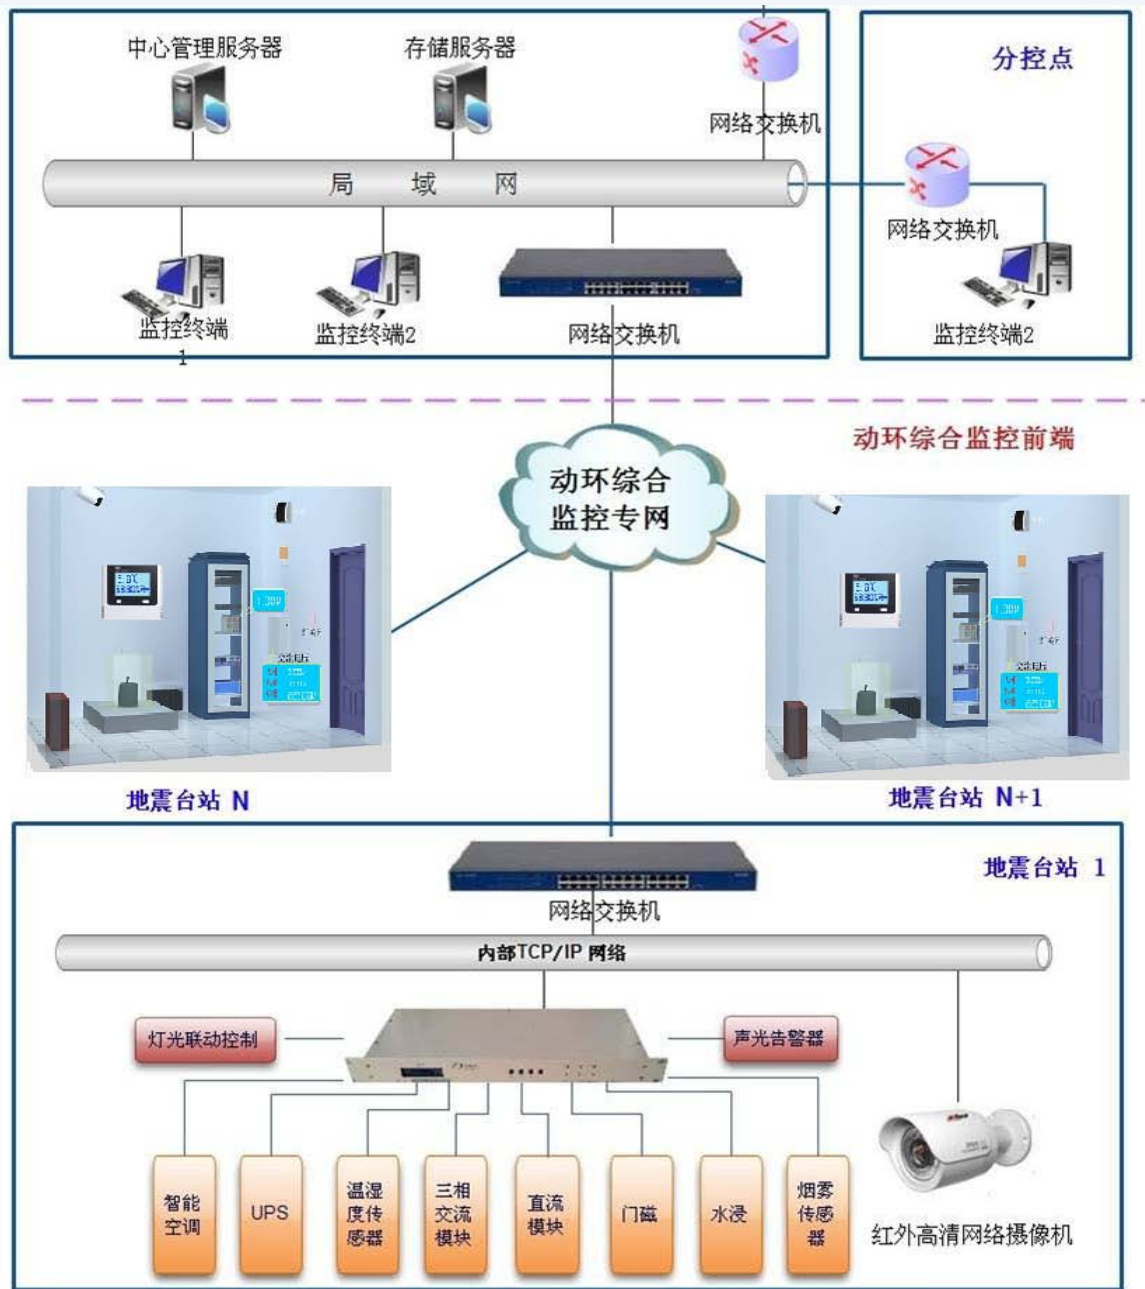 中心管理服务器
存储服务器
网络交换机
分控点
局 域 网
网络交换机
监控终端
1
监控终端2
网络交换机
监控终端2
动环综合监控前端
动环综合
监控专网
地震台站 N
地震台站 N+1
地震台站 1
网络交换机
内部TCP/IP 网络
灯光联动控制
声光告警器
智能
空调
UPS
温湿
度传
感器
三相
交流
模块
直流
模块
门磁
水浸
烟雾
传感
器
红外高清网络摄像机